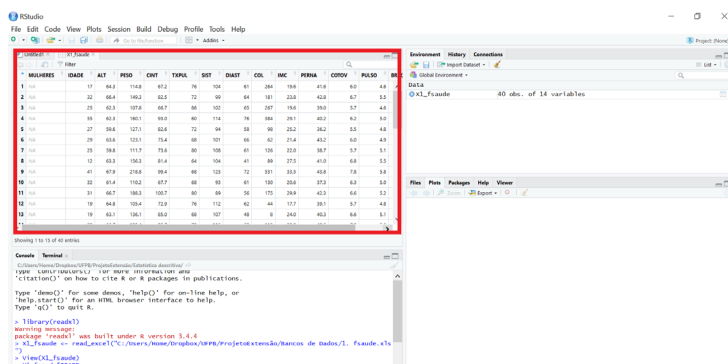 RStudio
File Edit Code View Plots Session Build Debug Profile Tools Help
Go to file/function Addins Project: (None)
Untitled1 X1_fsaude
Filter
MULHERES IDADE ALT PESO CINT TXPUL SIST DIAST COL IMC PERNA COTOV PULSO
1 NA 17 64.3 114.8 67.2 76 104 61 264 19.6 41.6 6.0 4.6
2 NA 32 66.4 149.3 82.5 72 99 64 181 23.8 42.8 6.7 5.5
3 NA 25 62.3 107.8 66.7 88 102 65 267 19.6 39.0 5.7 4.6
4 NA 55 62.3 160.1 93.0 60 114 76 384 29.1 40.2 6.2 5.0
5 NA 27 59.6 127.1 82.6 72 94 58 98 25.2 36.2 5.5 4.8
6 NA 29 63.6 123.1 75.4 68 101 66 62 21.4 43.2 6.0 4.9
7 NA 25 59.8 111.7 73.6 80 108 61 126 22.0 38.7 5.7 5.1
8 NA 12 63.3 156.3 81.4 64 104 41 89 27.5 41.0 6.8 5.5
9 NA 41 67.9 218.8 99.4 68 123 72 531 33.5 43.8 7.8 5.8
10 NA 32 61.4 110.2 67.7 68 93 61 130 20.6 37.3 6.3 5.0
11 NA 31 66.7 188.3 100.7 80 89 56 175 29.9 42.3 6.6 5.2
12 NA 19 64.8 105.4 72.9 76 112 62 44 17.7 39.1 5.7 4.8
13 NA 19 63.1 136.1 85.0 68 107 48 8 24.0 40.3 6.6 5.1
Showing 1 to 13 of 40 entries
Console Terminal
C:/Users/Home/Dropbox/UFPB/ProjetoExtensão/Estatística descritiva/
Type 'contributors()' for more information and
'citation()' on how to cite R or R packages in publications.
Type 'demo()' for some demos, 'help()' for on-line help, or
'help.start()' for an HTML browser interface to help.
Type 'q()' to quit R.
> library(readxl)
Warning message:
package 'readxl' was built under R version 3.4.4
> X1_fsaude <- read_excel("C:/Users/Home/Dropbox/UFPB/ProjetoExtensão/Bancos de Dados/1. fsaude.xls
")
> View(X1_fsaude)
Environment History Connections
Import Dataset List
Global Environment
Data
X1_fsaude 40 obs. of 14 variables
Files Plots Packages Help Viewer
Zoom Export